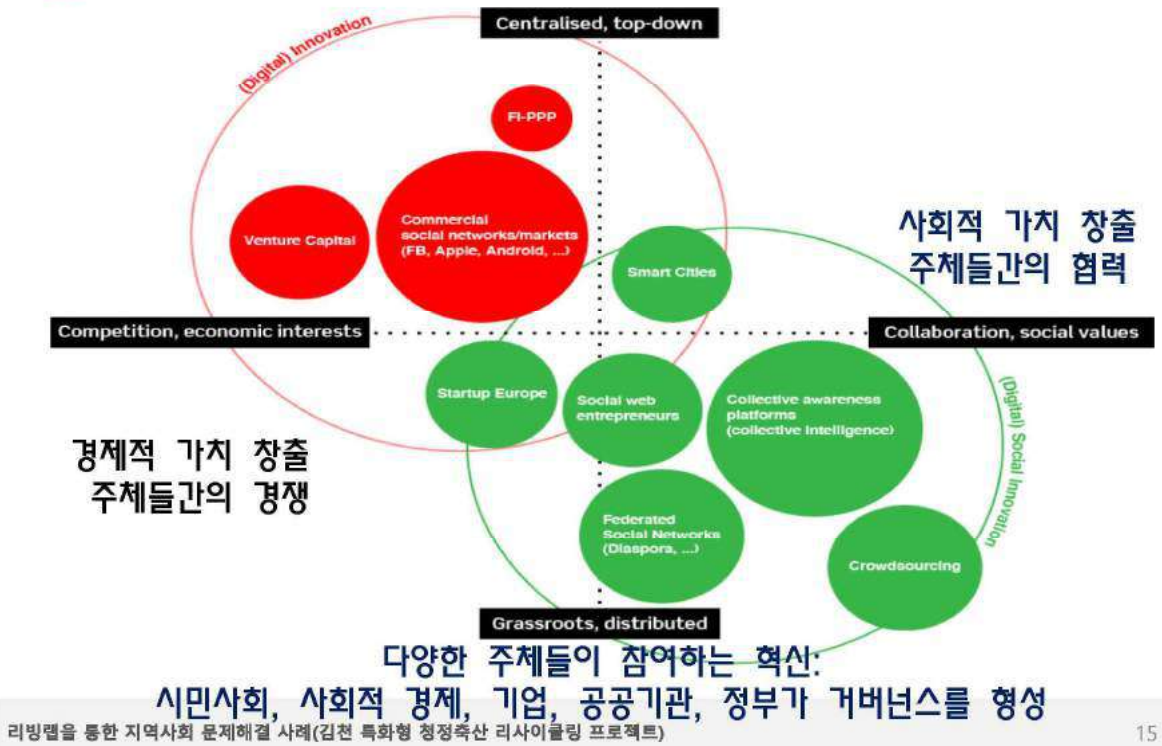 Centralised, top-down
(Digital) Innovation
FI-PPP
Commercial
social networks/markets
(FB, Apple, Android, ...)
Venture Capital
사회적 가치 창출
주체들간의 협력
Smart Cities
Competition, economic interests
Collaboration, social values
Startup Europe
Social web
entrepreneurs
Collective awareness
platforms
(collective intelligence)
(Digital) Social Innovation
경제적 가치 창출
주체들간의 경쟁
Federated
Social Networks
(Diaspora, ...)
Crowdsourcing
Grassroots, distributed
다양한 주체들이 참여하는 혁신:
시민사회, 사회적 경제, 기업, 공공기관, 정부가 거버넌스를 형성
리빙랩을 통한 지역사회 문제해결 사례(김천 특화형 청정축산 리사이클링 프로젝트)
15